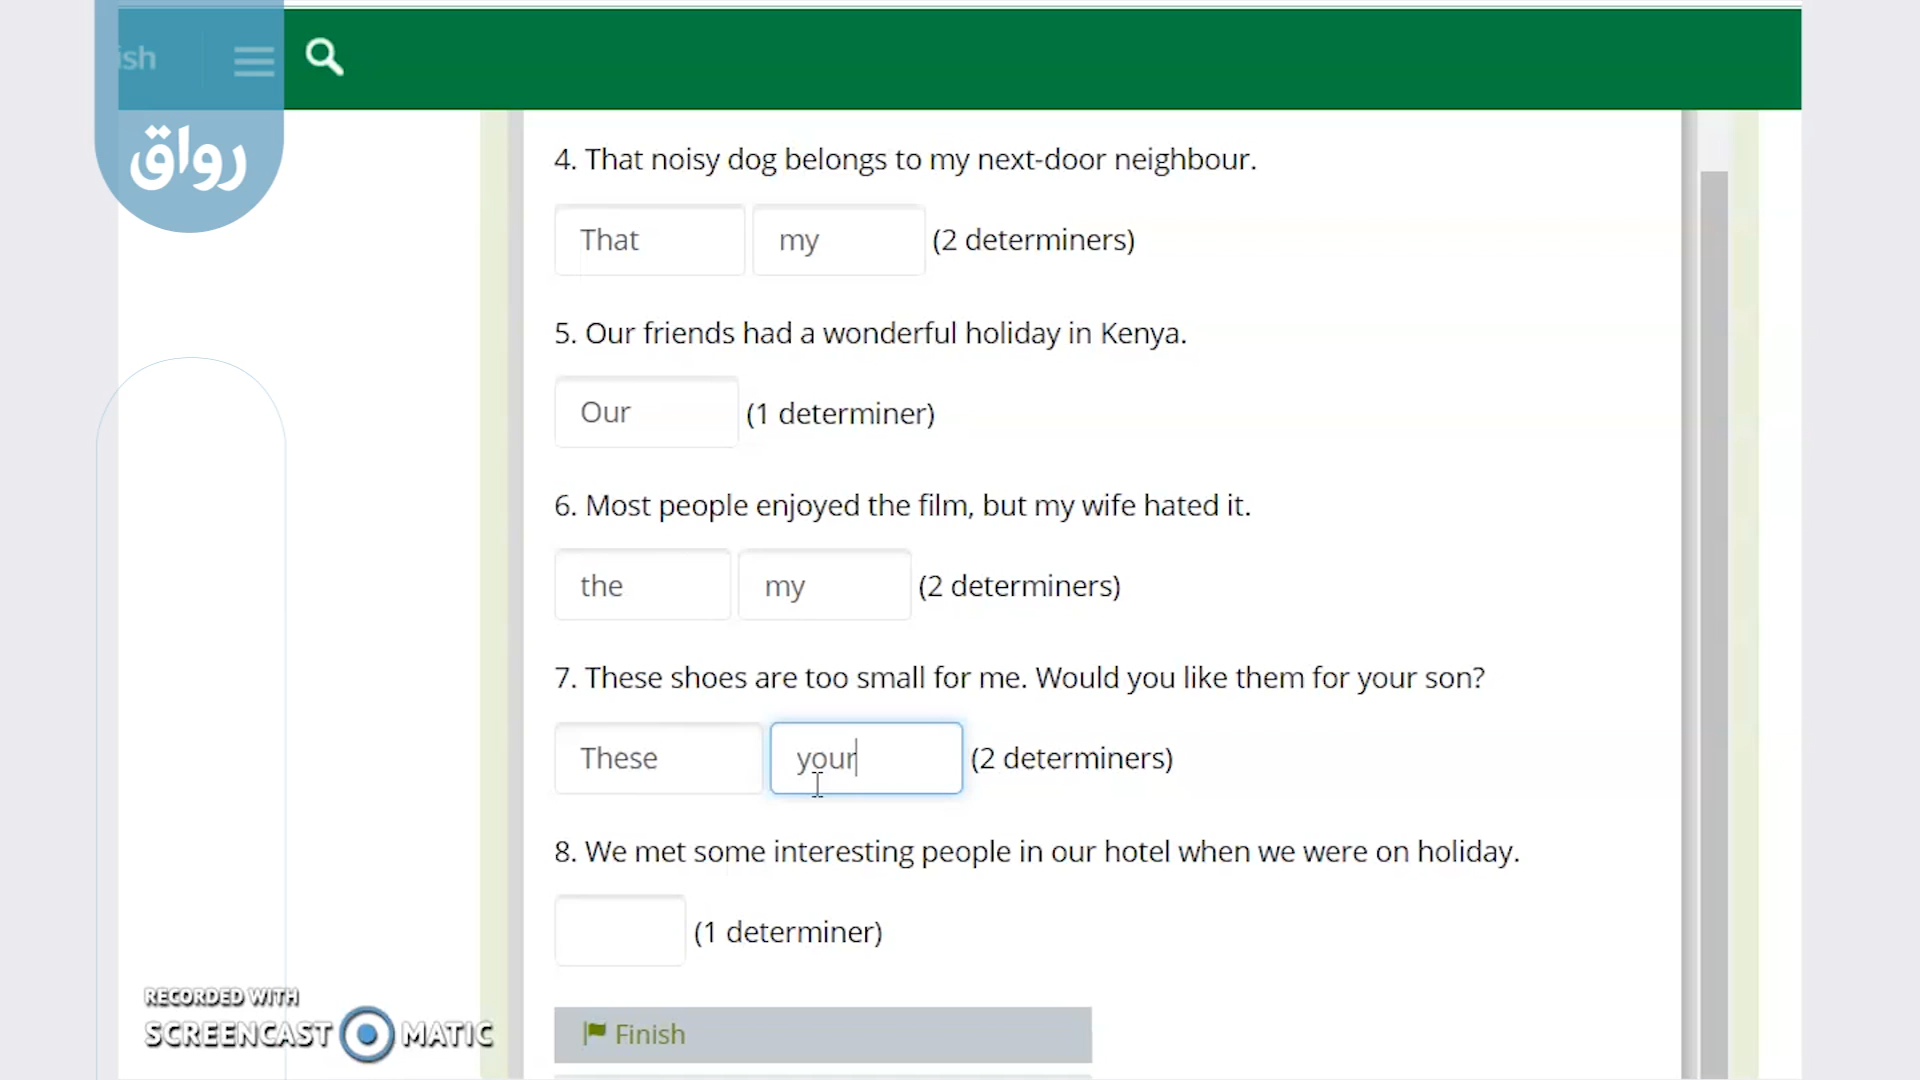 ish
رواق
4. That noisy dog belongs to my next-door neighbour.
That my (2 determiners)
5. Our friends had a wonderful holiday in Kenya.
Our (1 determiner)
6. Most people enjoyed the film, but my wife hated it.
the my (2 determiners)
7. These shoes are too small for me. Would you like them for your son?
These your (2 determiners)
8. We met some interesting people in our hotel when we were on holiday.
(1 determiner)
Finish
RECORDED WITH
SCREENCAST MATIC